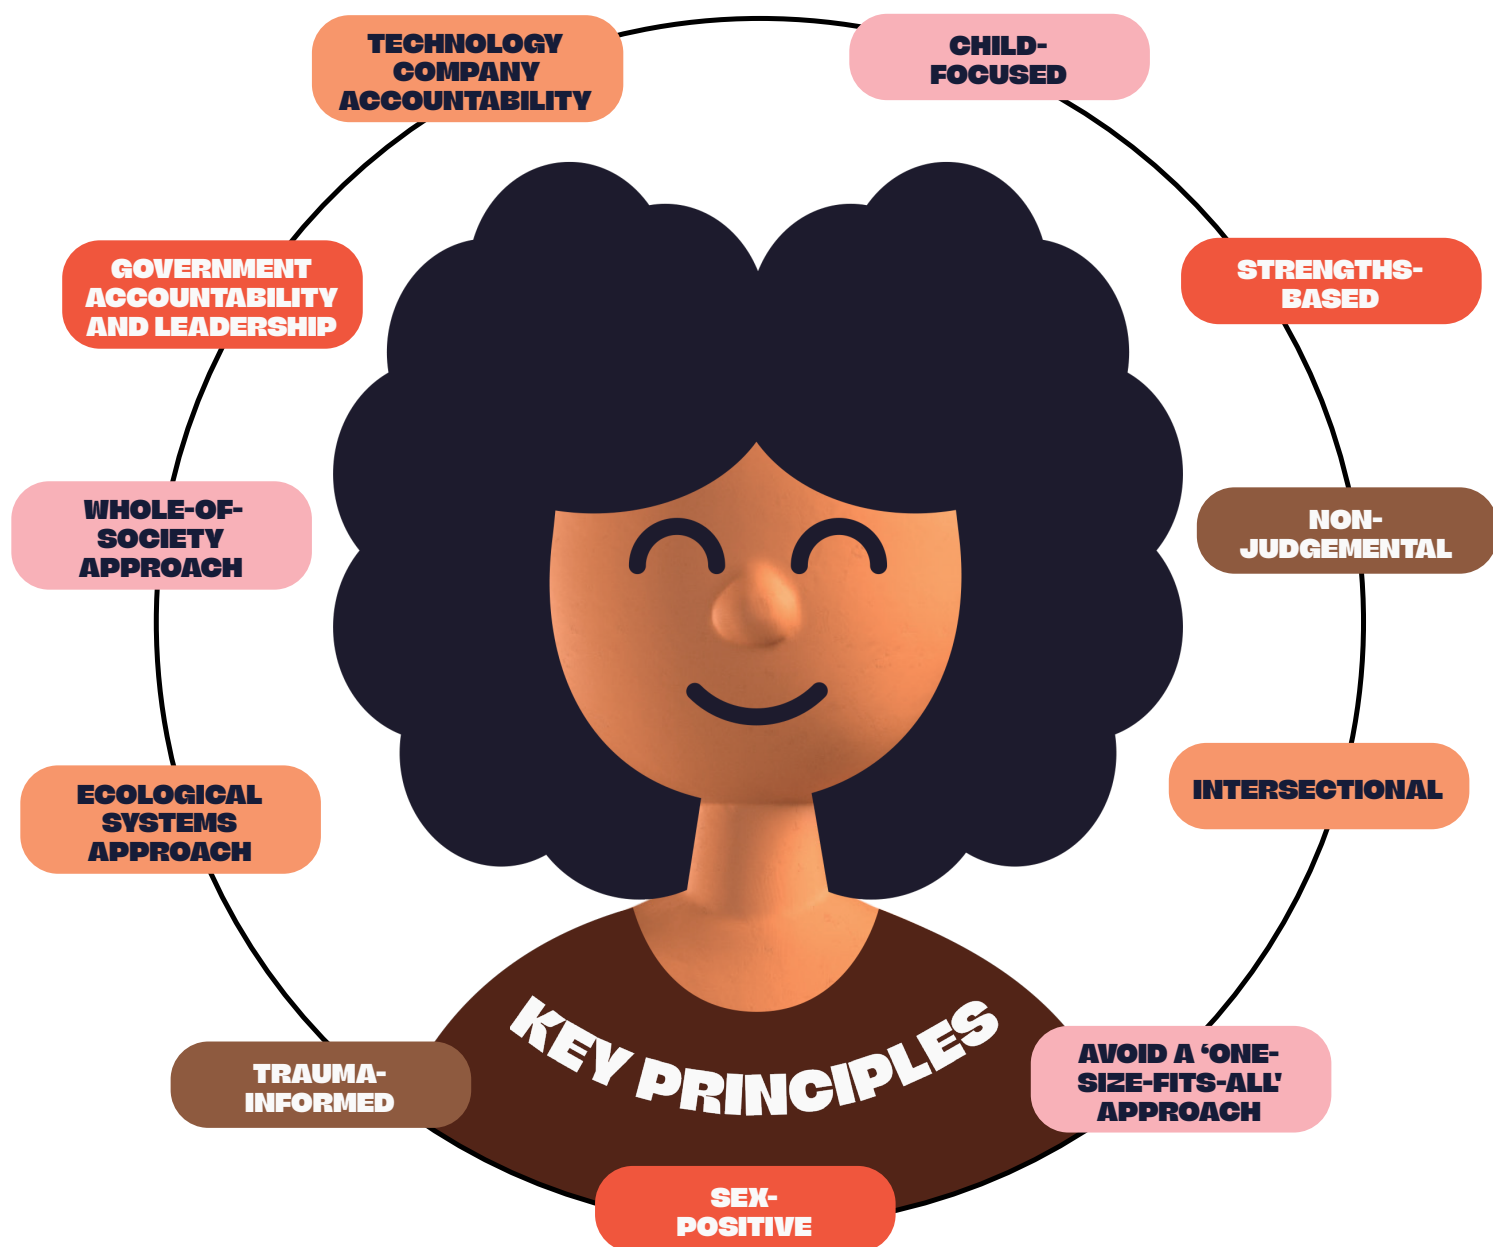 TECHNOLOGY
COMPANY
ACCOUNTABILITY
CHILD-
FOCUSED
GOVERNMENT
ACCOUNTABILITY
AND LEADERSHIP
STRENGTHS-
BASED
WHOLE-OF-
SOCIETY
APPROACH
NON-
JUDGEMENTAL
ECOLOGICAL
SYSTEMS
APPROACH
INTERSECTIONAL
KEY PRINCIPLES
TRAUMA-
INFORMED
AVOID A ‘ONE-
SIZE-FITS-ALL'
APPROACH
SEX-
POSITIVE